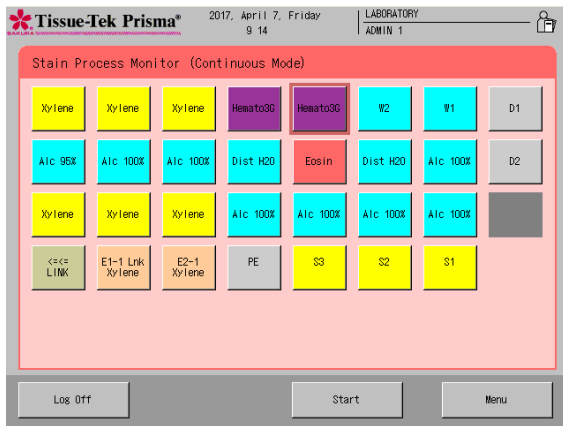 Tissue-Tek Prisma®
SAKURA
2017, April 7, Friday
9 14
LABORATORY
ADMIN 1
Stain Process Monitor (Continuous Mode)
Xylene Xylene Xylene Hemato3G Hemato3G W2 W1 D1
Alc 95% Alc 100% Alc 100% Dist H2O Eosin Dist H2O Alc 100% D2
Xylene Xylene Xylene Alc 100% Alc 100% Alc 100% Alc 100%
<=<= E1-1 Lnk E2-1 PE S3 S2 S1
LINK Xylene Xylene
Log Off Start Menu